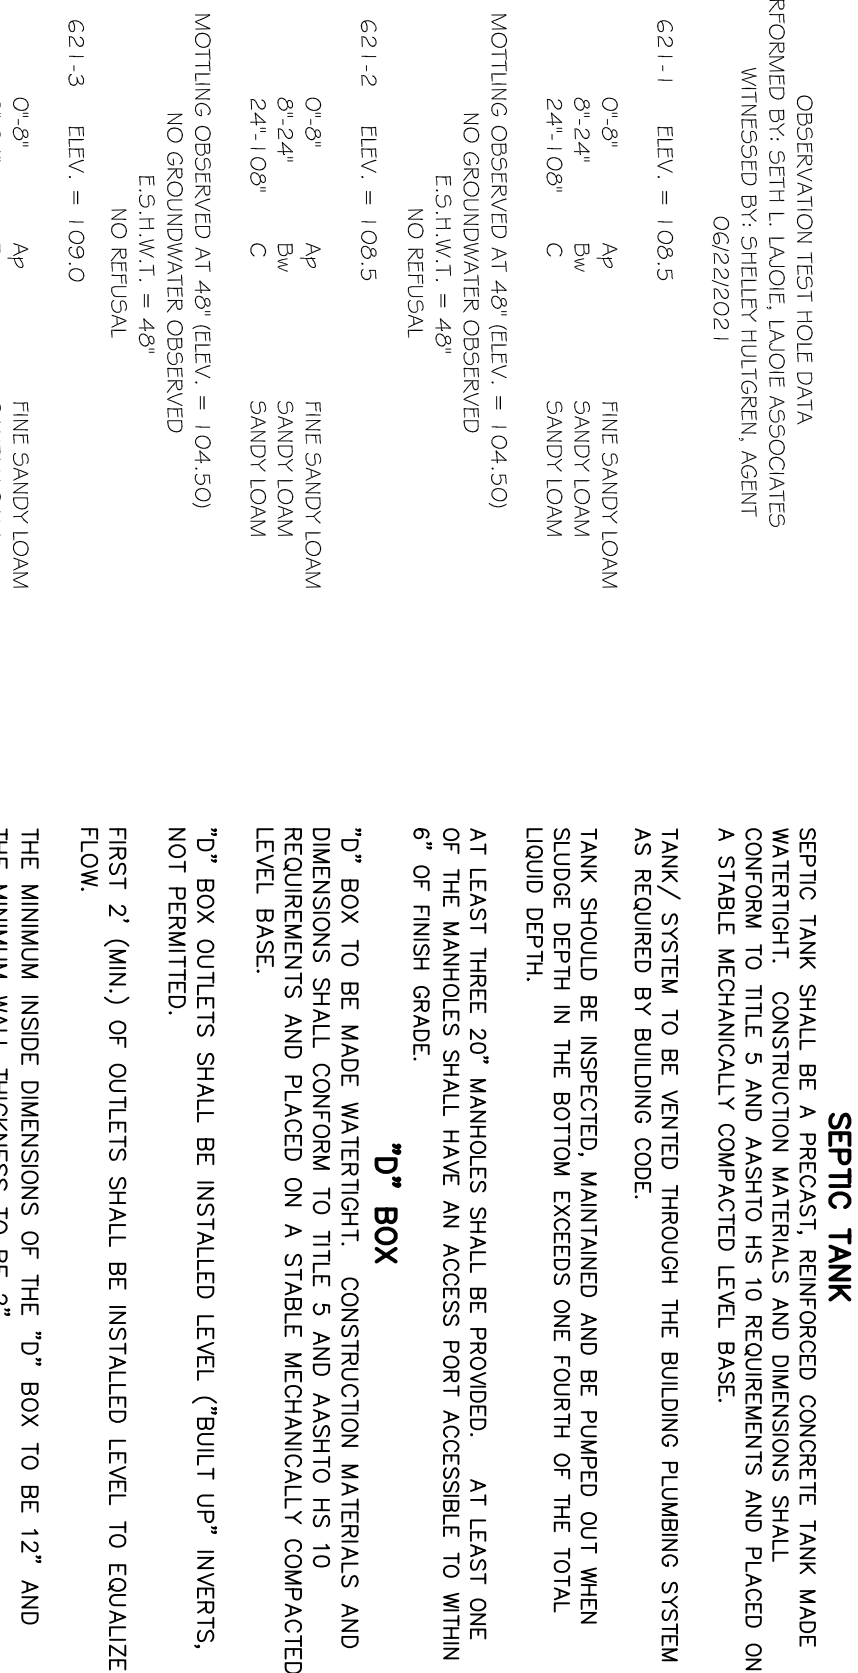 OBSERVATION TEST HOLE DATA
RFORMED BY: SETH L. LAJOIE, LAJOIE ASSOCIATES
WITNESSED BY: SHELLEY HULTGREN, AGENT
06/22/2021
621-1 ELEV. = 108.5
0"-8" Ap FINE SANDY LOAM
8"-24" Bw SANDY LOAM
24"-108" C SANDY LOAM
MOTTLING OBSERVED AT 48" (ELEV. = 104.50)
NO GROUNDWATER OBSERVED
E.S.H.W.T. = 48"
NO REFUSAL
621-2 ELEV. = 108.5
0"-8" Ap FINE SANDY LOAM
8"-24" Bw SANDY LOAM
24"-108" C SANDY LOAM
MOTTLING OBSERVED AT 48" (ELEV. = 104.50)
NO GROUNDWATER OBSERVED
E.S.H.W.T. = 48"
NO REFUSAL
621-3 ELEV. = 109.0
0"-8" Ap FINE SANDY LOAM
SEPTIC TANK
SEPTIC TANK SHALL BE A PRECAST, REINFORCED CONCRETE TANK MADE
WATERTIGHT. CONSTRUCTION MATERIALS AND DIMENSIONS SHALL
CONFORM TO TITLE 5 AND AASHTO HS 10 REQUIREMENTS AND PLACED ON
A STABLE MECHANICALLY COMPACTED LEVEL BASE.
TANK/ SYSTEM TO BE VENTED THROUGH THE BUILDING PLUMBING SYSTEM
AS REQUIRED BY BUILDING CODE.
TANK SHOULD BE INSPECTED, MAINTAINED AND BE PUMPED OUT WHEN
SLUDGE DEPTH IN THE BOTTOM EXCEEDS ONE FOURTH OF THE TOTAL
LIQUID DEPTH.
AT LEAST THREE 20" MANHOLES SHALL BE PROVIDED. AT LEAST ONE
OF THE MANHOLES SHALL HAVE AN ACCESS PORT ACCESSIBLE TO WITHIN
6" OF FINISH GRADE.
"D" BOX
"D" BOX TO BE MADE WATERTIGHT. CONSTRUCTION MATERIALS AND
DIMENSIONS SHALL CONFORM TO TITLE 5 AND AASHTO HS 10
REQUIREMENTS AND PLACED ON A STABLE MECHANICALLY COMPACTED
LEVEL BASE.
"D" BOX OUTLETS SHALL BE INSTALLED LEVEL ("BUILT UP" INVERTS,
NOT PERMITTED.
FIRST 2' (MIN.) OF OUTLETS SHALL BE INSTALLED LEVEL TO EQUALIZE
FLOW.
THE MINIMUM INSIDE DIMENSIONS OF THE "D" BOX TO BE 12" AND
THE MINIMUM WALL THICKNESS TO BE 2"